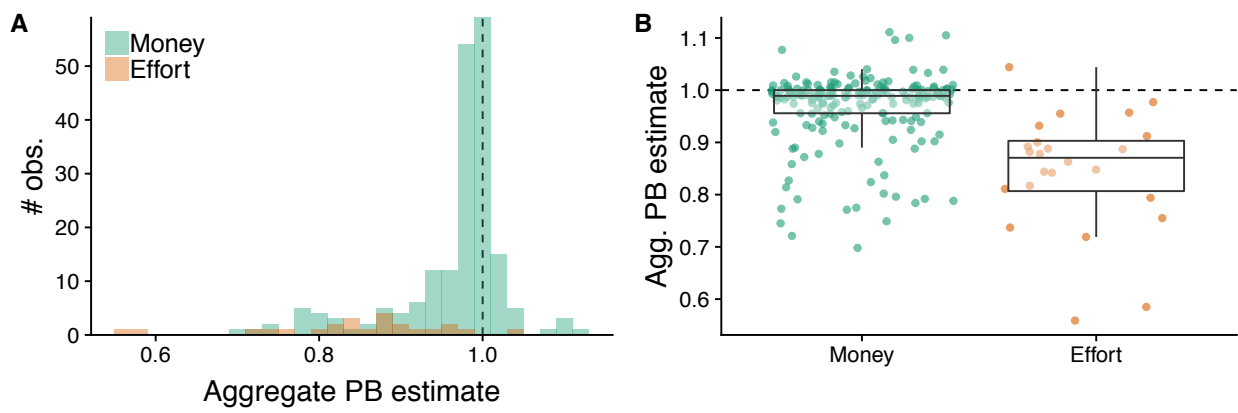 A
Money
Effort
# obs.
50
40
30
20
10
0
0.6
0.8
1.0
Aggregate PB estimate
B
Agg. PB estimate
1.1
1.0
0.9
0.8
0.7
0.6
Money
Effort